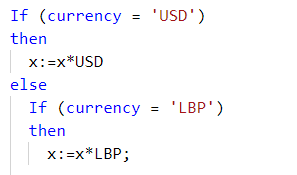 If (currency = 'USD')
then
x:=x*USD
else
If (currency = 'LBP')
then
x:=x*LBP;